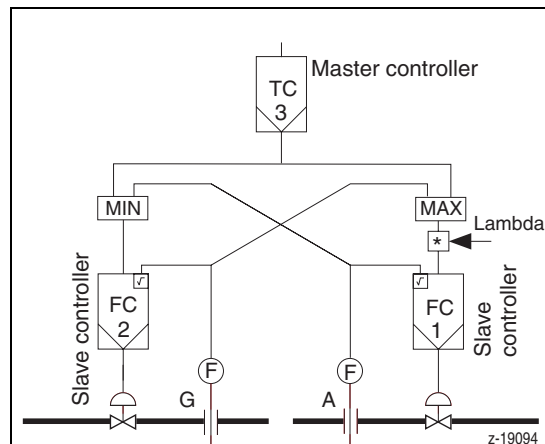 Master controller
TC
3
MIN
MAX
*
Lambda
√
√
Slave controller
FC
2
FC
1
Slave
controller
F
F
G
A
z-19094